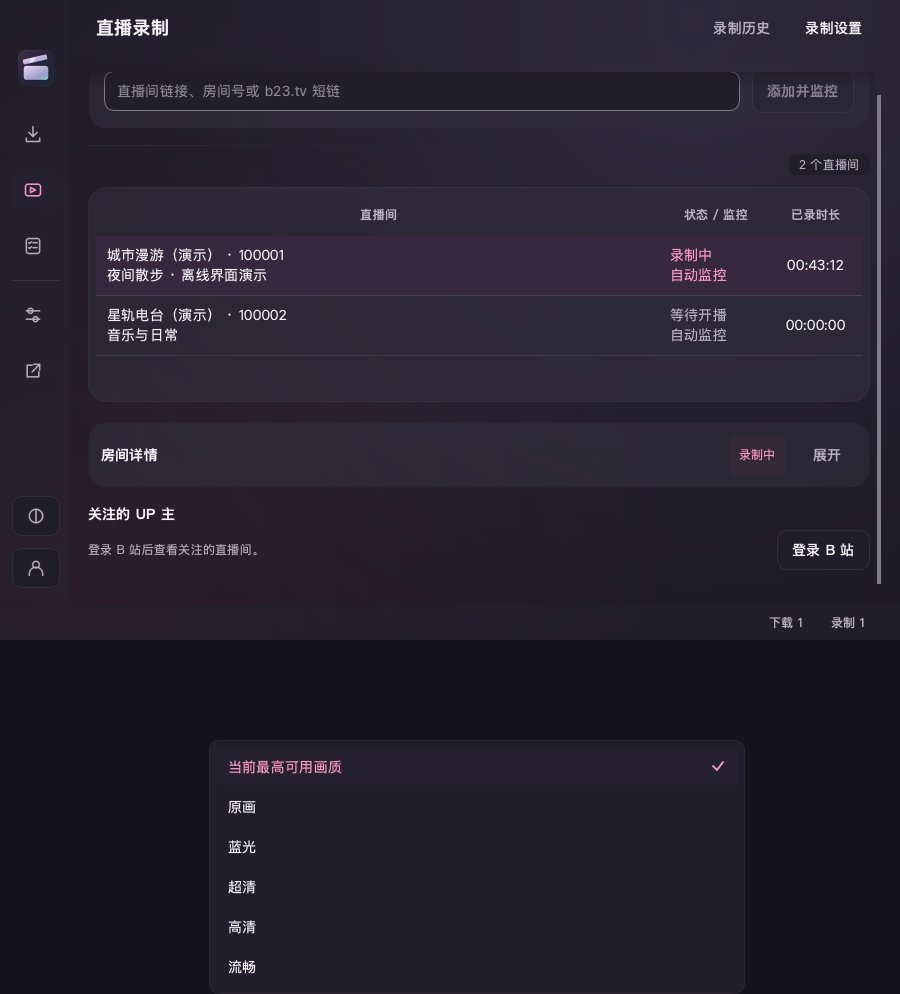 直播录制
录制历史
录制设置
直播间链接、房间号或 b23.tv 短链
添加并监控
2 个直播间
直播间
状态 / 监控
已录时长
城市漫游（演示） · 100001
夜间散步 · 离线界面演示
录制中
自动监控
00:43:12
星轨电台（演示） · 100002
音乐与日常
等待开播
自动监控
00:00:00
房间详情
录制中
展开
关注的 UP 主
登录 B 站后查看关注的直播间。
登录 B 站
下载 1
录制 1
当前最高可用画质
原画
蓝光
超清
高清
流畅